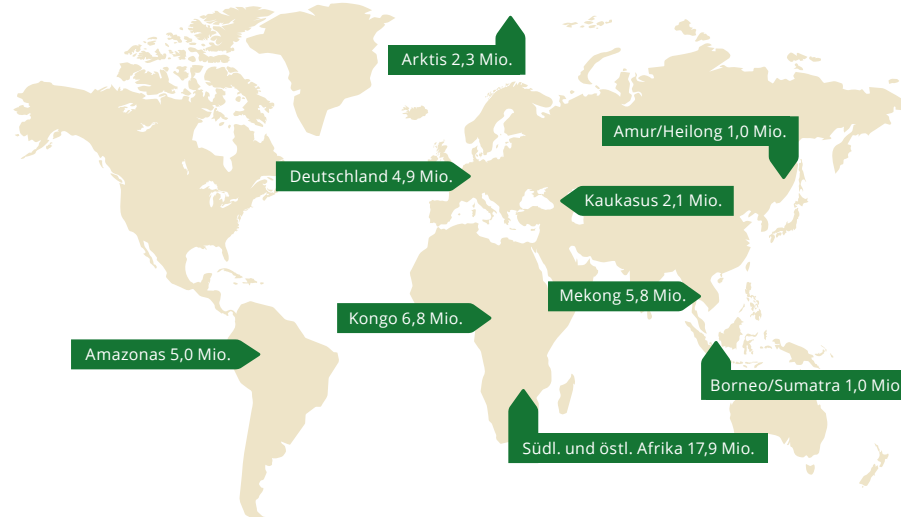 Arktis 2,3 Mio.
Amur/Heilong 1,0 Mio.
Deutschland 4,9 Mio.
Kaukasus 2,1 Mio.
Mekong 5,8 Mio.
Kongo 6,8 Mio.
Amazonas 5,0 Mio.
Borneo/Sumatra 1,0 Mio
Südl. und östl. Afrika 17,9 Mio.